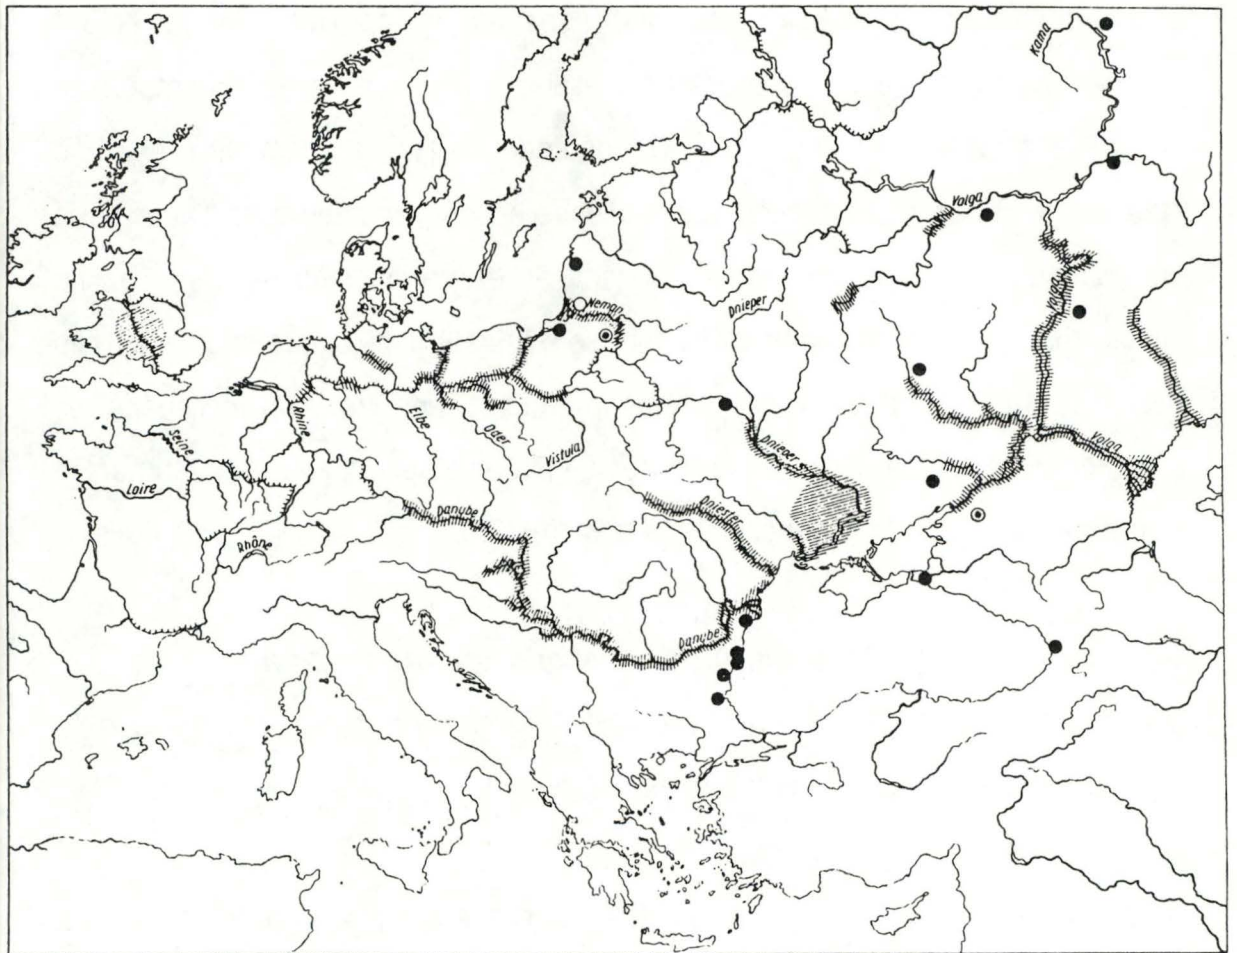 Kama
Volga
Neman
Dnieper
Volga
Rhine
Elbe
Oder
Seine
Vistula
Dnieper
Volga
Loire
Danube
Dniester
Rhône
Danube